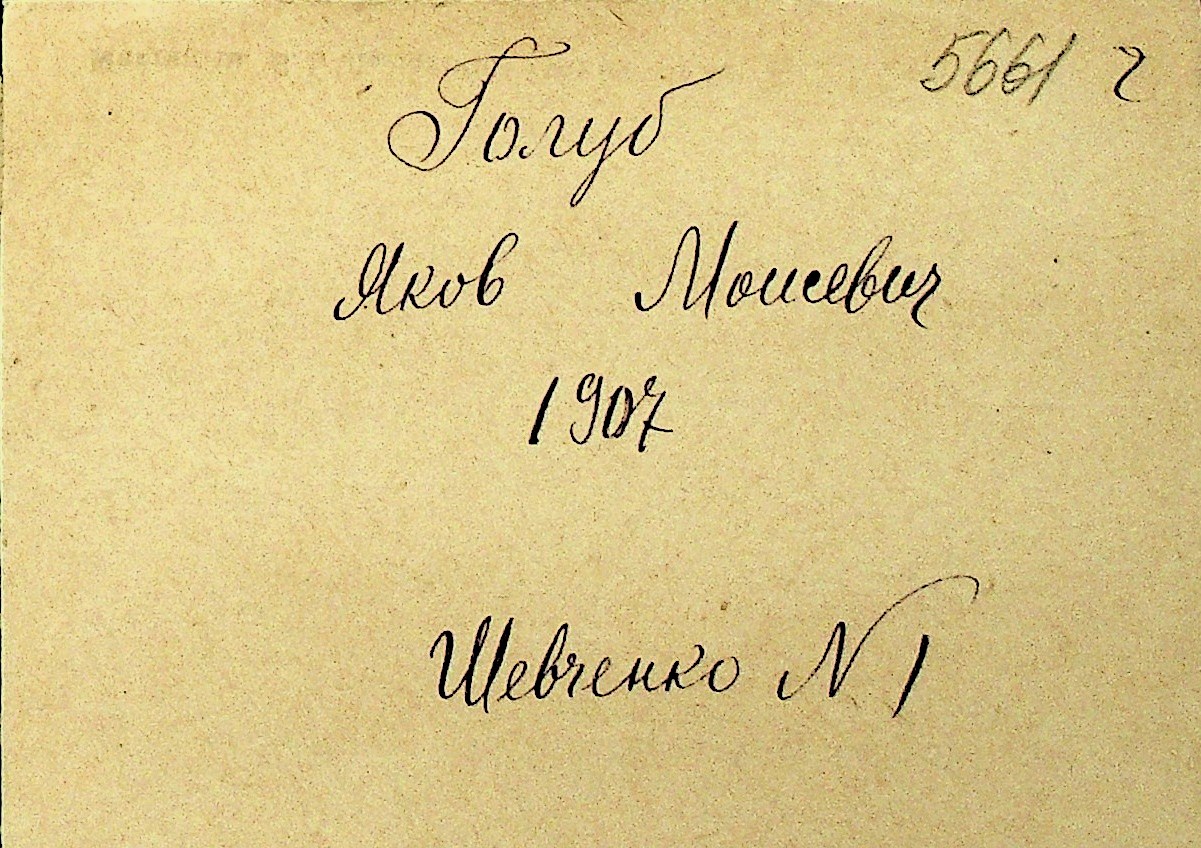 5661 г
Голуб
Яков Моисевич
1907
Шевченко N 1